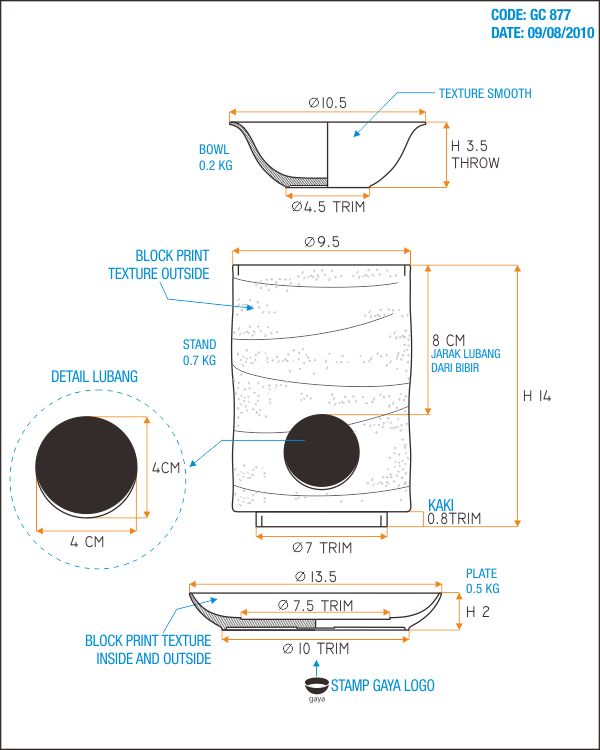 CODE: GC 877
DATE: 09/08/2010
Ø10.5
TEXTURE SMOOTH
BOWL
0.2 KG
H 3.5
THROW
Ø4.5 TRIM
Ø9.5
BLOCK PRINT
TEXTURE OUTSIDE
STAND
0.7 KG
8 CM
JARAK LUBANG
DARI BIBIR
H 14
DETAIL LUBANG
4CM
4 CM
KAKI
0.8TRIM
Ø7 TRIM
Ø13.5
PLATE
0.5 KG
Ø7.5 TRIM
H 2
BLOCK PRINT TEXTURE
INSIDE AND OUTSIDE
Ø10 TRIM
STAMP GAYA LOGO
gaya